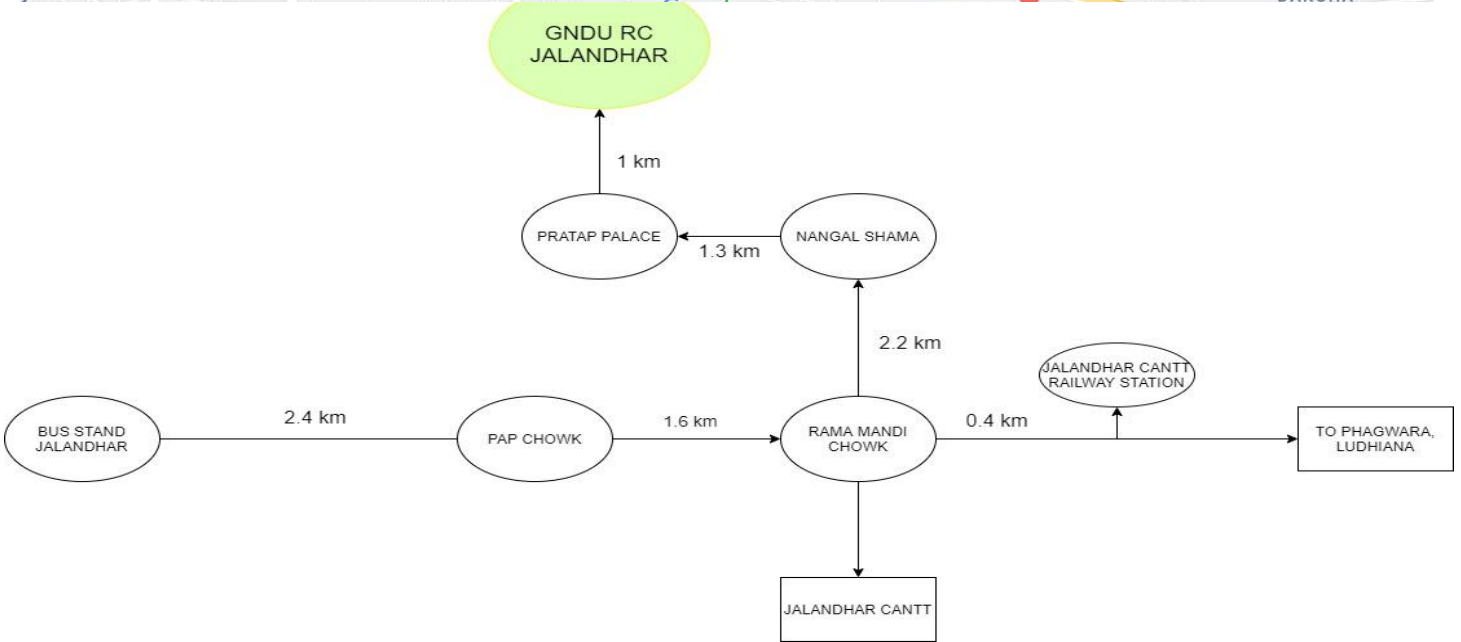 GNDU RC
JALANDHAR
1 km
PRATAP PALACE
1.3 km
NANGAL SHAMA
2.2 km
JALANDHAR CANTT
RAILWAY STATION
BUS STAND
JALANDHAR
2.4 km
PAP CHOWK
1.6 km
RAMA MANDI
CHOWK
0.4 km
TO PHAGWARA,
LUDHIANA
JALANDHAR CANTT